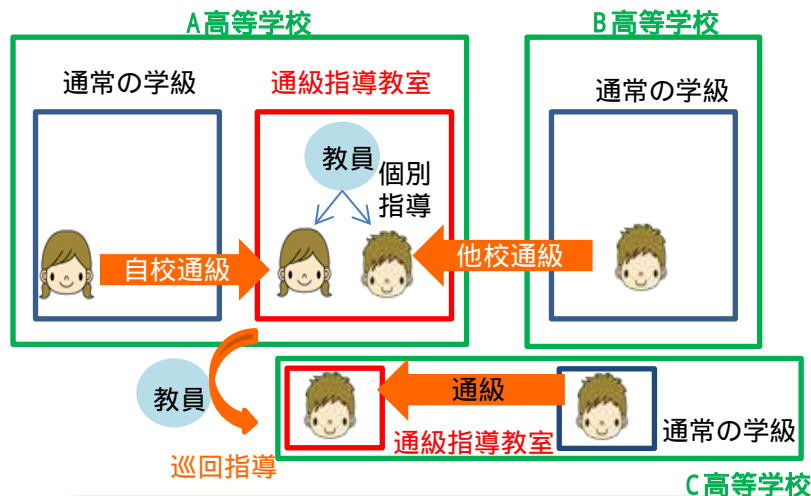 A高等学校
B高等学校
通常の学級
通級指導教室
通常の学級
教員
個別
指導
自校通級
他校通級
教員
通級
通級指導教室
通常の学級
巡回指導
C高等学校